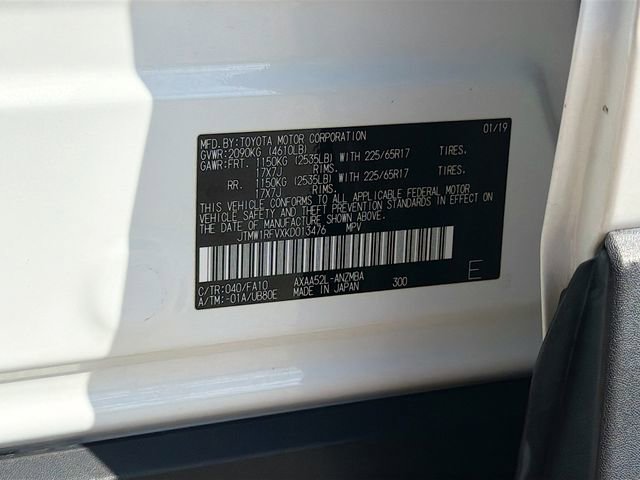 MFD. BY: TOYOTA MOTOR CORPORATION 01/19
GVWR: 2090KG (4610LB)
GAWR: FRT. 1150KG (2535LB) WITH 225/65R17 TIRES.
17X7J RIMS.
RR. 1150KG (2535LB) WITH 225/65R17 TIRES.
17X7J RIMS.
THIS VEHICLE CONFORMS TO ALL APPLICABLE FEDERAL MOTOR
VEHICLE SAFETY AND THEFT PREVENTION STANDARDS IN EFFECT ON
THE DATE OF MANUFACTURE SHOWN ABOVE.
JTMW1RFVXKD013476 MPV
C/TR: 040/FA10 AXAA52L-ANZMBA 300
A/TM: -01A/UB80E MADE IN JAPAN
E